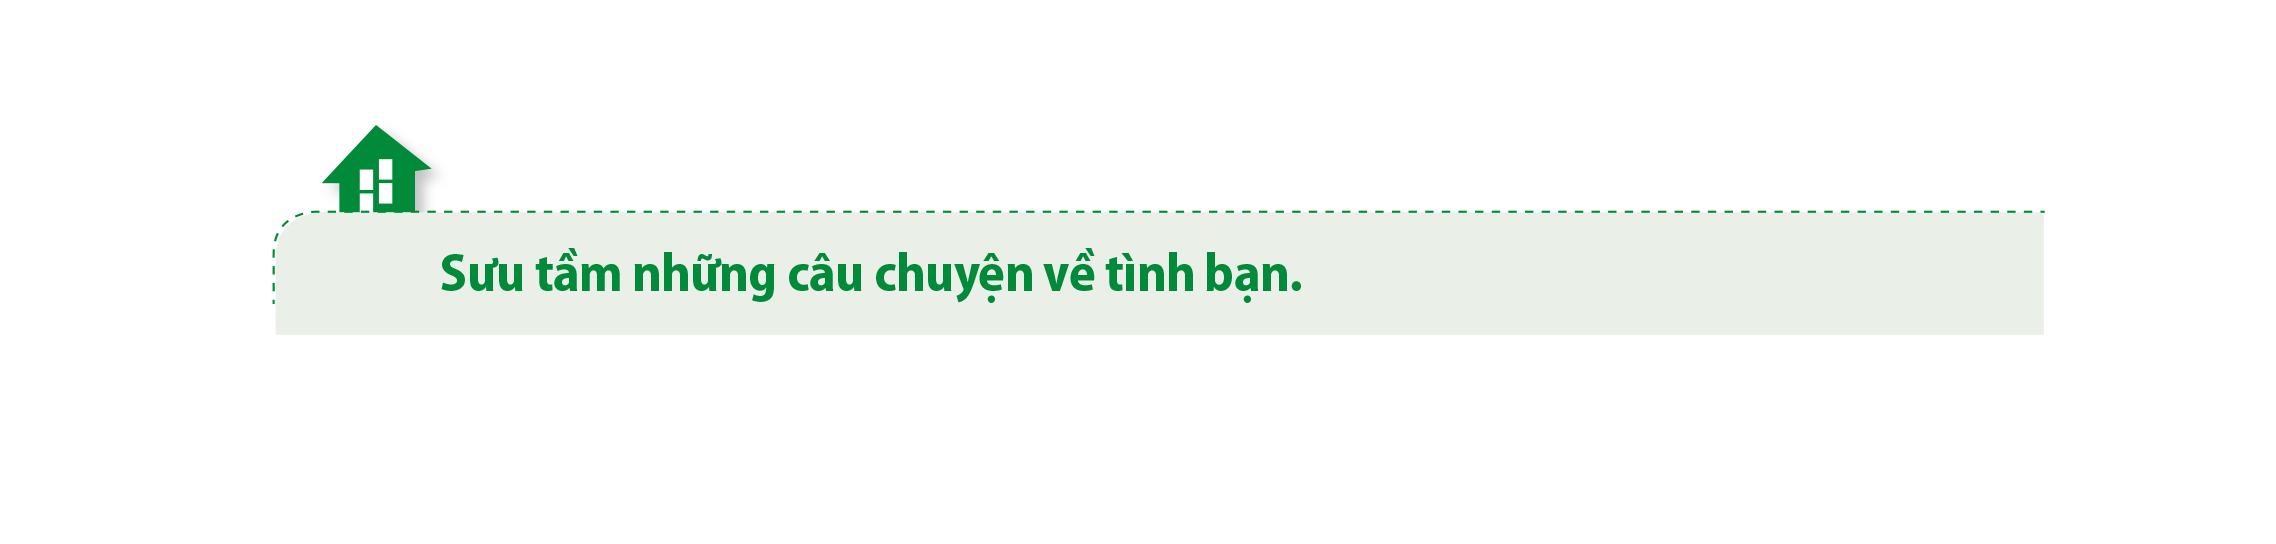 Sưu tầm những câu chuyện về tình bạn.